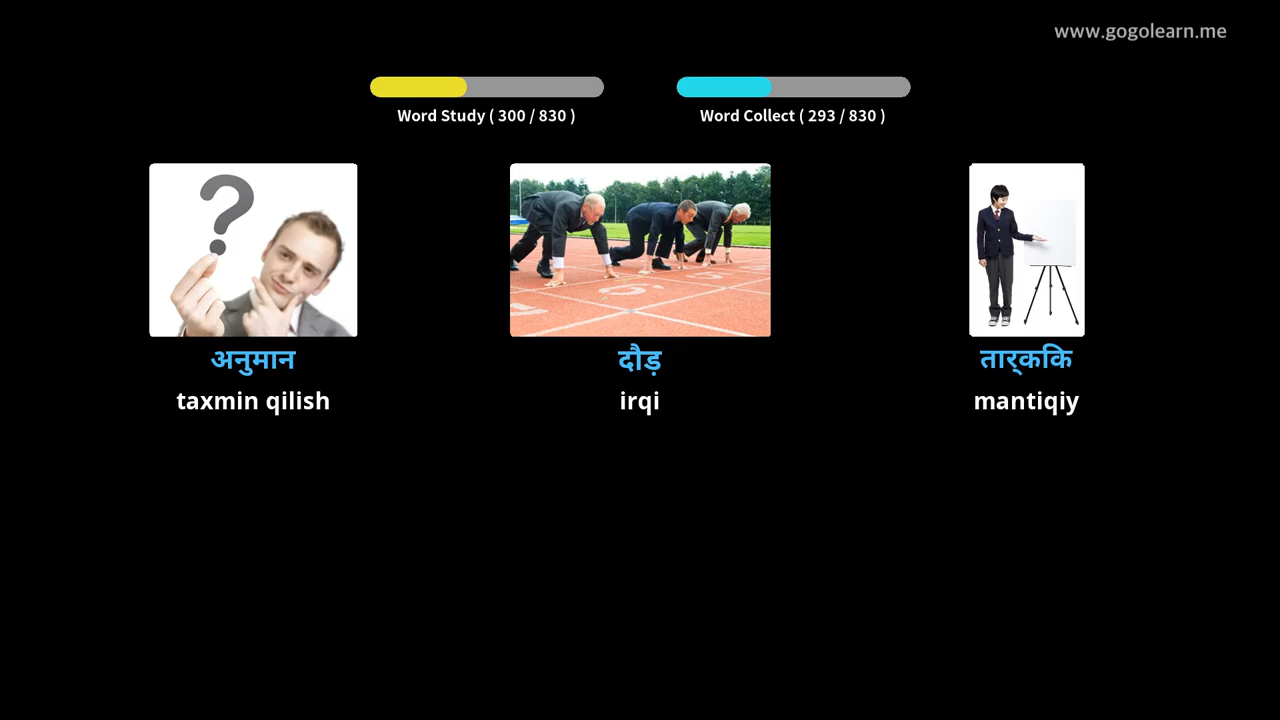 www.gogolearn.me
Word Study ( 300 / 830 )
Word Collect ( 293 / 830 )
अनुमान
दौड़
तार्ककि
taxmin qilish
irqi
mantiqiy